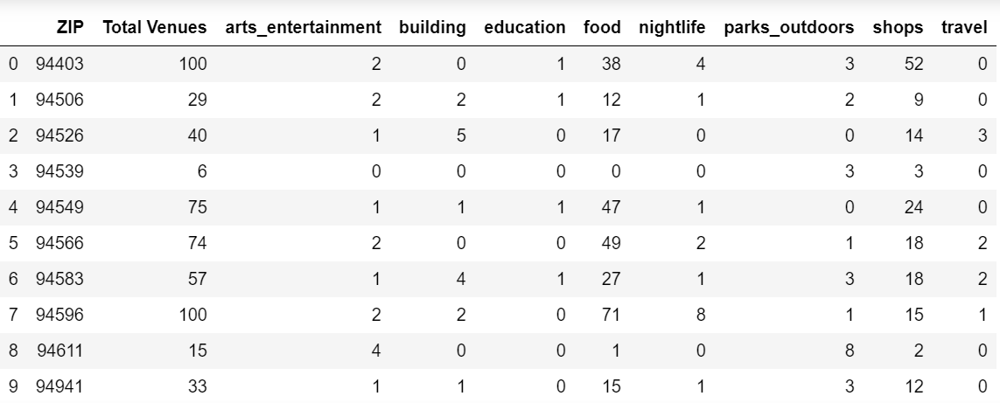 ZIP Total Venues arts_entertainment building education food nightlife parks_outdoors shops travel
0 94403 100 2 0 1 38 4 3 52 0
1 94506 29 2 2 1 12 1 2 9 0
2 94526 40 1 5 0 17 0 0 14 3
3 94539 6 0 0 0 0 0 3 3 0
4 94549 75 1 1 1 47 1 0 24 0
5 94566 74 2 0 0 49 2 1 18 2
6 94583 57 1 4 1 27 1 3 18 2
7 94596 100 2 2 0 71 8 1 15 1
8 94611 15 4 0 0 1 0 8 2 0
9 94941 33 1 1 0 15 1 3 12 0